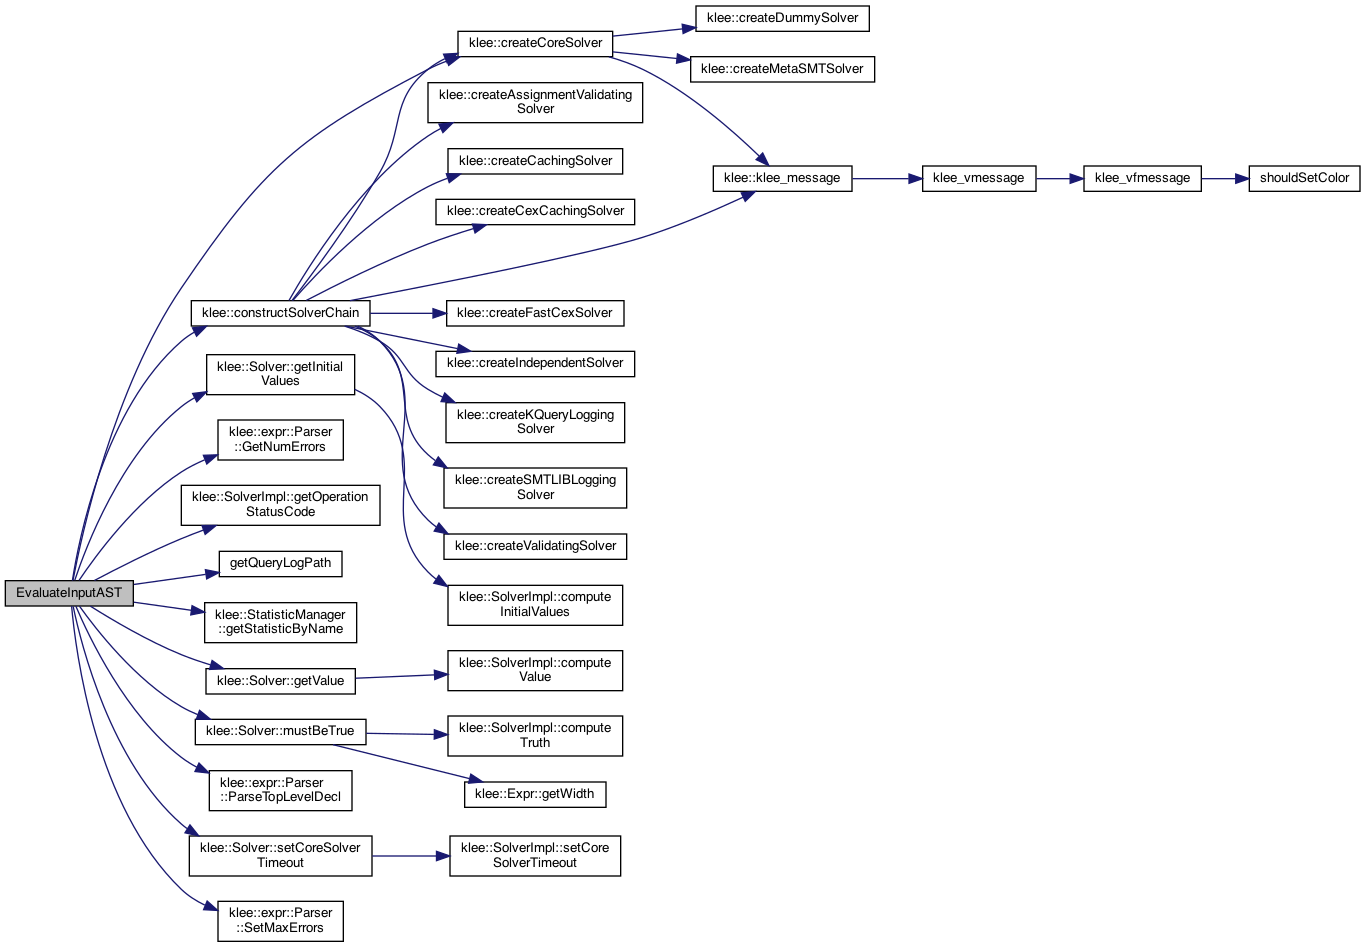 klee::createDummySolver
klee::createCoreSolver
klee::createMetaSMTSolver
klee::createAssignmentValidating
Solver
klee::createCachingSolver
klee::klee_message
klee_vmessage
klee_vfmessage
shouldSetColor
klee::createCexCachingSolver
klee::constructSolverChain
klee::createFastCexSolver
klee::createIndependentSolver
klee::Solver::getInitial
Values
klee::createKQueryLogging
Solver
klee::expr::Parser
::GetNumErrors
klee::createSMTLIBLogging
Solver
klee::SolverImpl::getOperation
StatusCode
klee::createValidatingSolver
getQueryLogPath
EvaluateInputAST
klee::SolverImpl::compute
InitialValues
klee::StatisticManager
::getStatisticByName
klee::SolverImpl::compute
Value
klee::Solver::getValue
klee::Solver::mustBeTrue
klee::SolverImpl::compute
Truth
klee::expr::Parser
::ParseTopLevelDecl
klee::Expr::getWidth
klee::Solver::setCoreSolver
Timeout
klee::SolverImpl::setCore
SolverTimeout
klee::expr::Parser
::SetMaxErrors